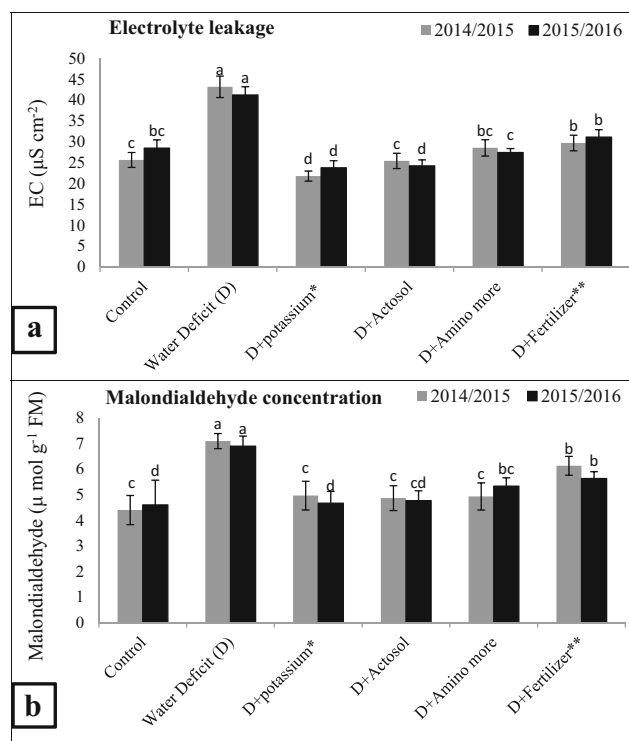 Electrolyte leakage
2014/2015 2015/2016
EC (µS cm-2)
50
45
40
35
30
25
20
15
10
5
0
c bc a a d d c d bc c b b
Control
Water Deficit (D)
D+potassium*
D+Actosol
D+Amino more
D+Fertilizer**
a
Malondialdehyde concentration
2014/2015 2015/2016
Malondialdehyde (µ mol g-1 FM)
8
7
6
5
4
3
2
1
0
c d a a c d c cd c bc b b
Control
Water Deficit (D)
D+potassium*
D+Actosol
D+Amino more
D+Fertilizer**
b